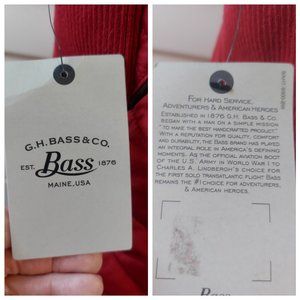 G.H. BASS & CO.
EST. Bass 1876
MAINE, USA
FOR HARD SERVICE,
ADVENTURERS & AMERICAN HEROES
ESTABLISHED IN 1876 G.H. BASS & CO.
BEGAN WITH A MAN ON A SIMPLE MISSION
"TO MAKE THE BEST HANDCRAFTED PRODUCT."
WITH A REPUTATION FOR QUALITY, COMFORT
AND DURABILITY, THE BASS BRAND HAS PLAYED
AN INTEGRAL ROLE IN AMERICA'S DEFINING
MOMENTS. AS THE OFFICIAL AVIATION BOOT
OF THE U.S. ARMY IN WORLD WAR I TO
CHARLES A. LINDBERGH'S CHOICE FOR
THE FIRST SOLO TRANSATLANTIC FLIGHT BASS
REMAINS THE #1 CHOICE FOR ADVENTURERS,
& AMERICAN HEROES.
Bass